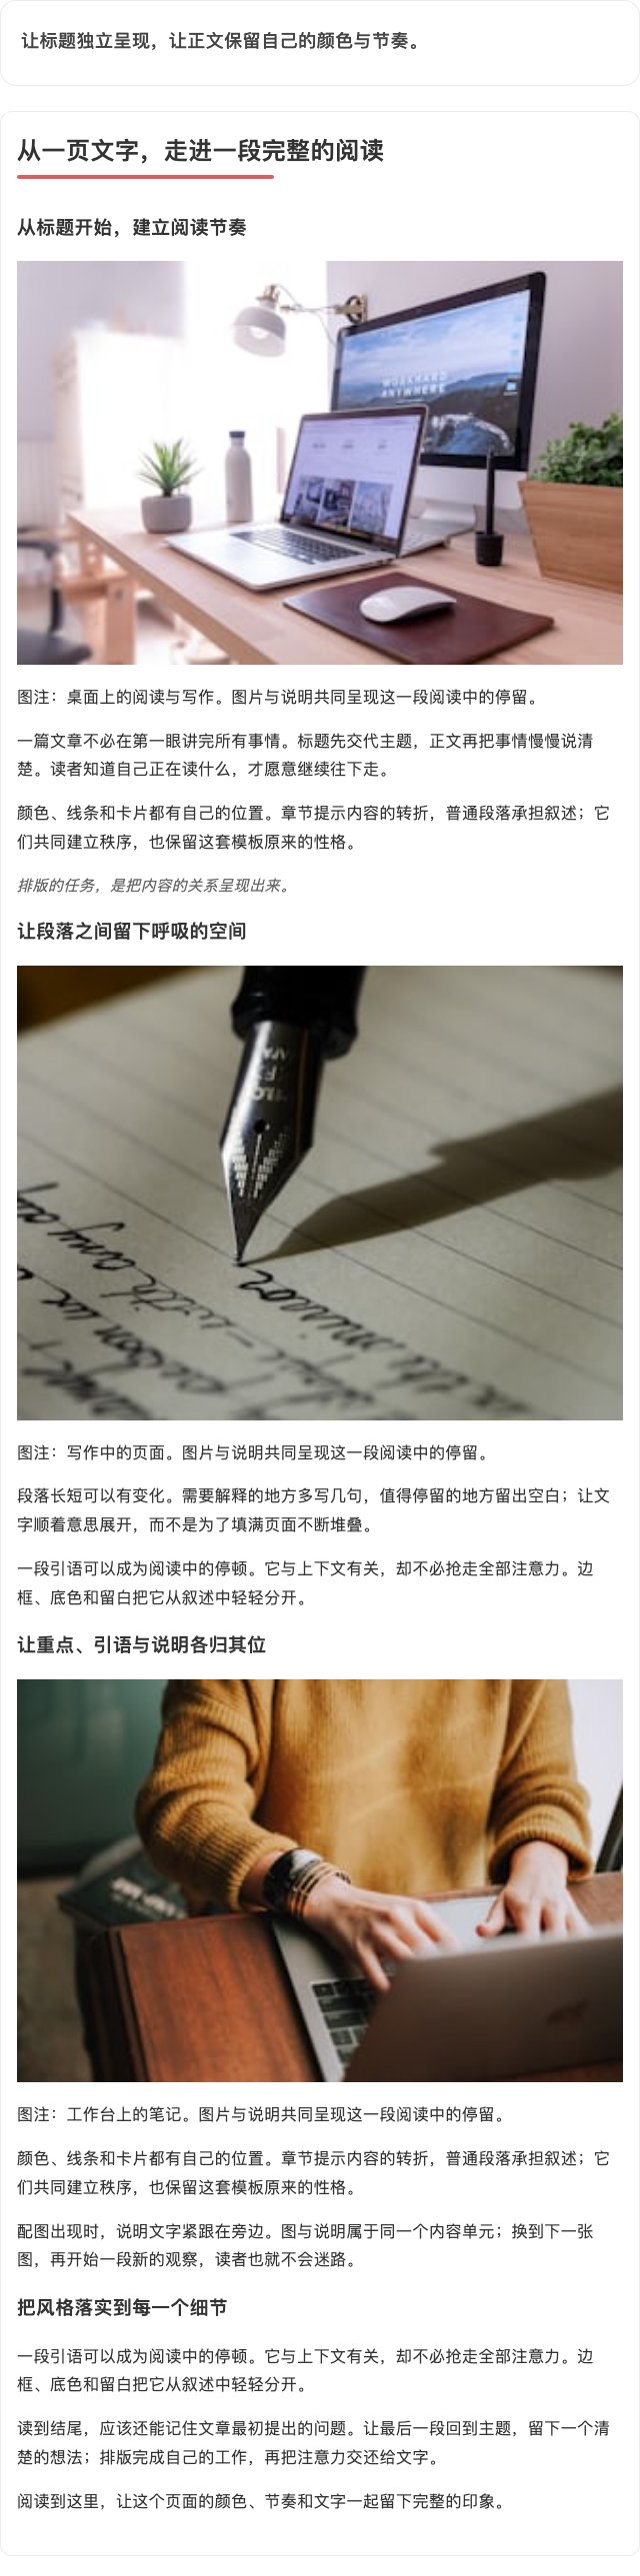 让标题独立呈现，让正文保留自己的颜色与节奏。
从一页文字，走进一段完整的阅读
从标题开始，建立阅读节奏
WORK HARD
ANYWHERE
图注：桌面上的阅读与写作。图片与说明共同呈现这一段阅读中的停留。
一篇文章不必在第一眼讲完所有事情。标题先交代主题，正文再把事情慢慢说清
楚。读者知道自己正在读什么，才愿意继续往下走。
颜色、线条和卡片都有自己的位置。章节提示内容的转折，普通段落承担叙述；它
们共同建立秩序，也保留这套模板原来的性格。
排版的任务，是把内容的关系呈现出来。
让段落之间留下呼吸的空间
图注：写作中的页面。图片与说明共同呈现这一段阅读中的停留。
段落长短可以有变化。需要解释的地方多写几句，值得停留的地方留出空白；让文
字顺着意思展开，而不是为了填满页面不断堆叠。
一段引语可以成为阅读中的停顿。它与上下文有关，却不必抢走全部注意力。边
框、底色和留白把它从叙述中轻轻分开。
让重点、引语与说明各归其位
图注：工作台上的笔记。图片与说明共同呈现这一段阅读中的停留。
颜色、线条和卡片都有自己的位置。章节提示内容的转折，普通段落承担叙述；它
们共同建立秩序，也保留这套模板原来的性格。
配图出现时，说明文字紧跟在旁边。图与说明属于同一个内容单元；换到下一张
图，再开始一段新的观察，读者也就不会迷路。
把风格落实到每一个细节
一段引语可以成为阅读中的停顿。它与上下文有关，却不必抢走全部注意力。边
框、底色和留白把它从叙述中轻轻分开。
读到结尾，应该还能记住文章最初提出的问题。让最后一段回到主题，留下一个清
楚的想法；排版完成自己的工作，再把注意力交还给文字。
阅读到这里，让这个页面的颜色、节奏和文字一起留下完整的印象。